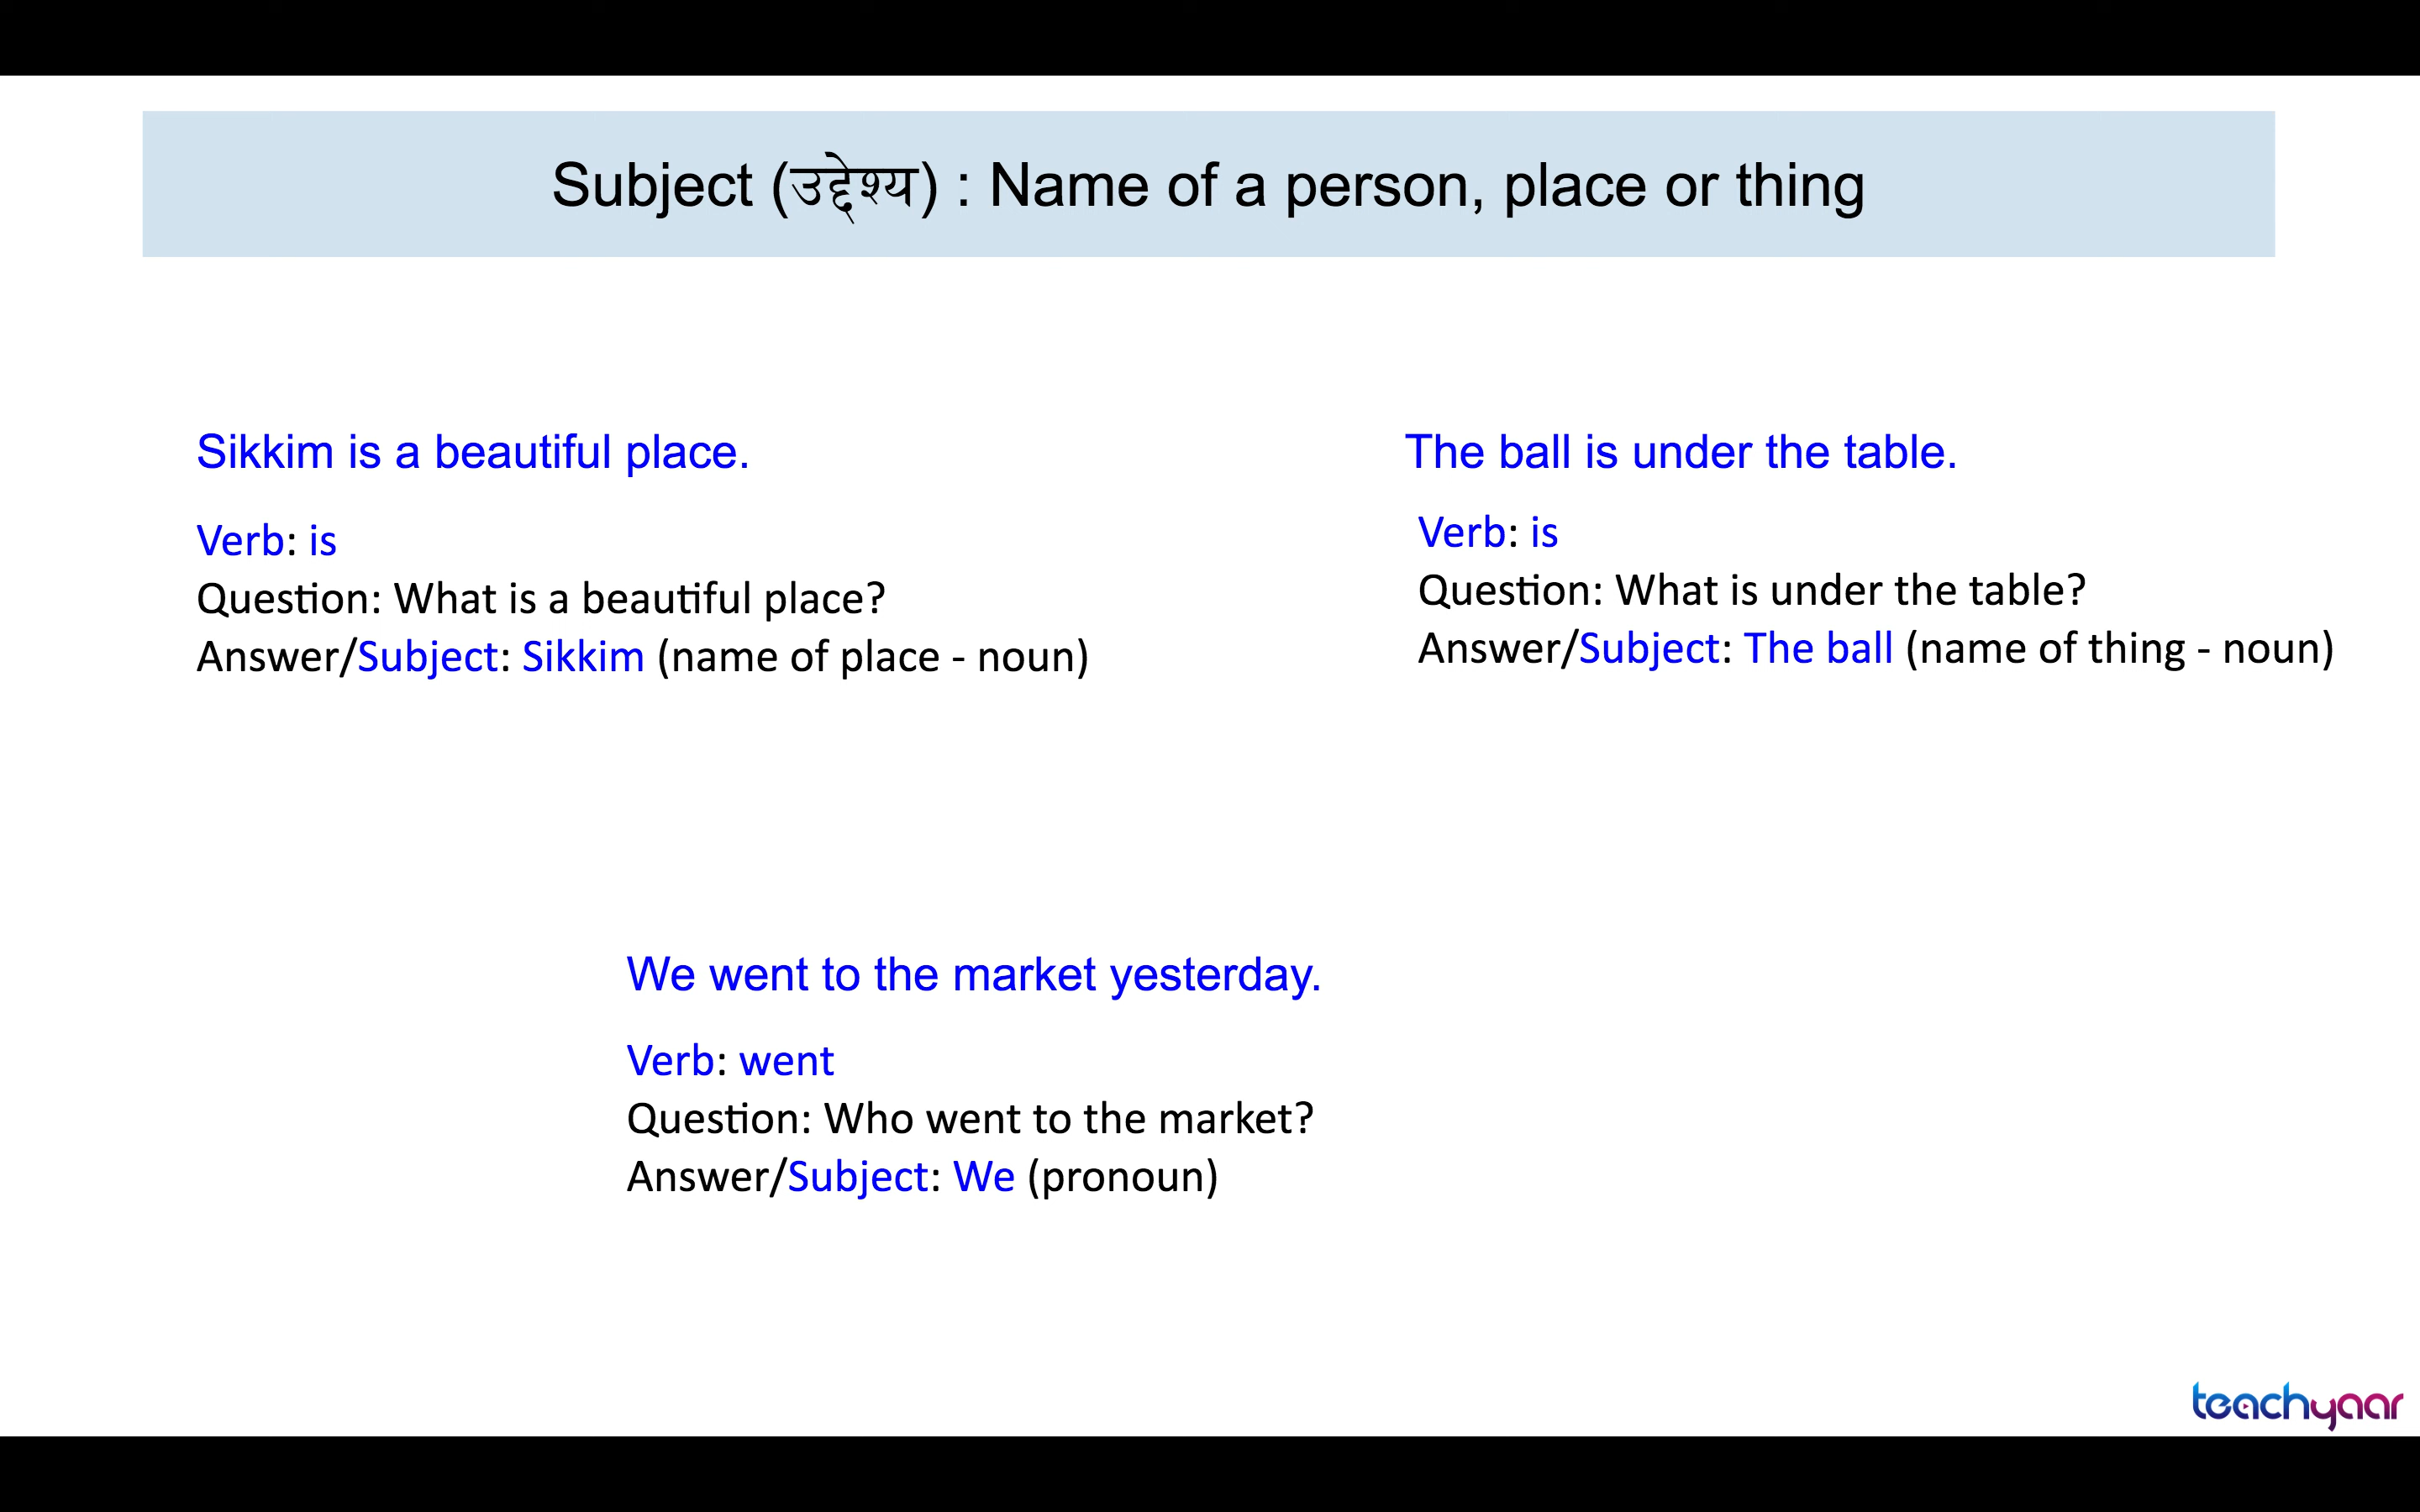 Subject (उद्देश्य) : Name of a person, place or thing
Sikkim is a beautiful place.
Verb: is
Question: What is a beautiful place?
Answer/Subject: Sikkim (name of place - noun)
The ball is under the table.
Verb: is
Question: What is under the table?
Answer/Subject: The ball (name of thing - noun)
We went to the market yesterday.
Verb: went
Question: Who went to the market?
Answer/Subject: We (pronoun)
teachyaar